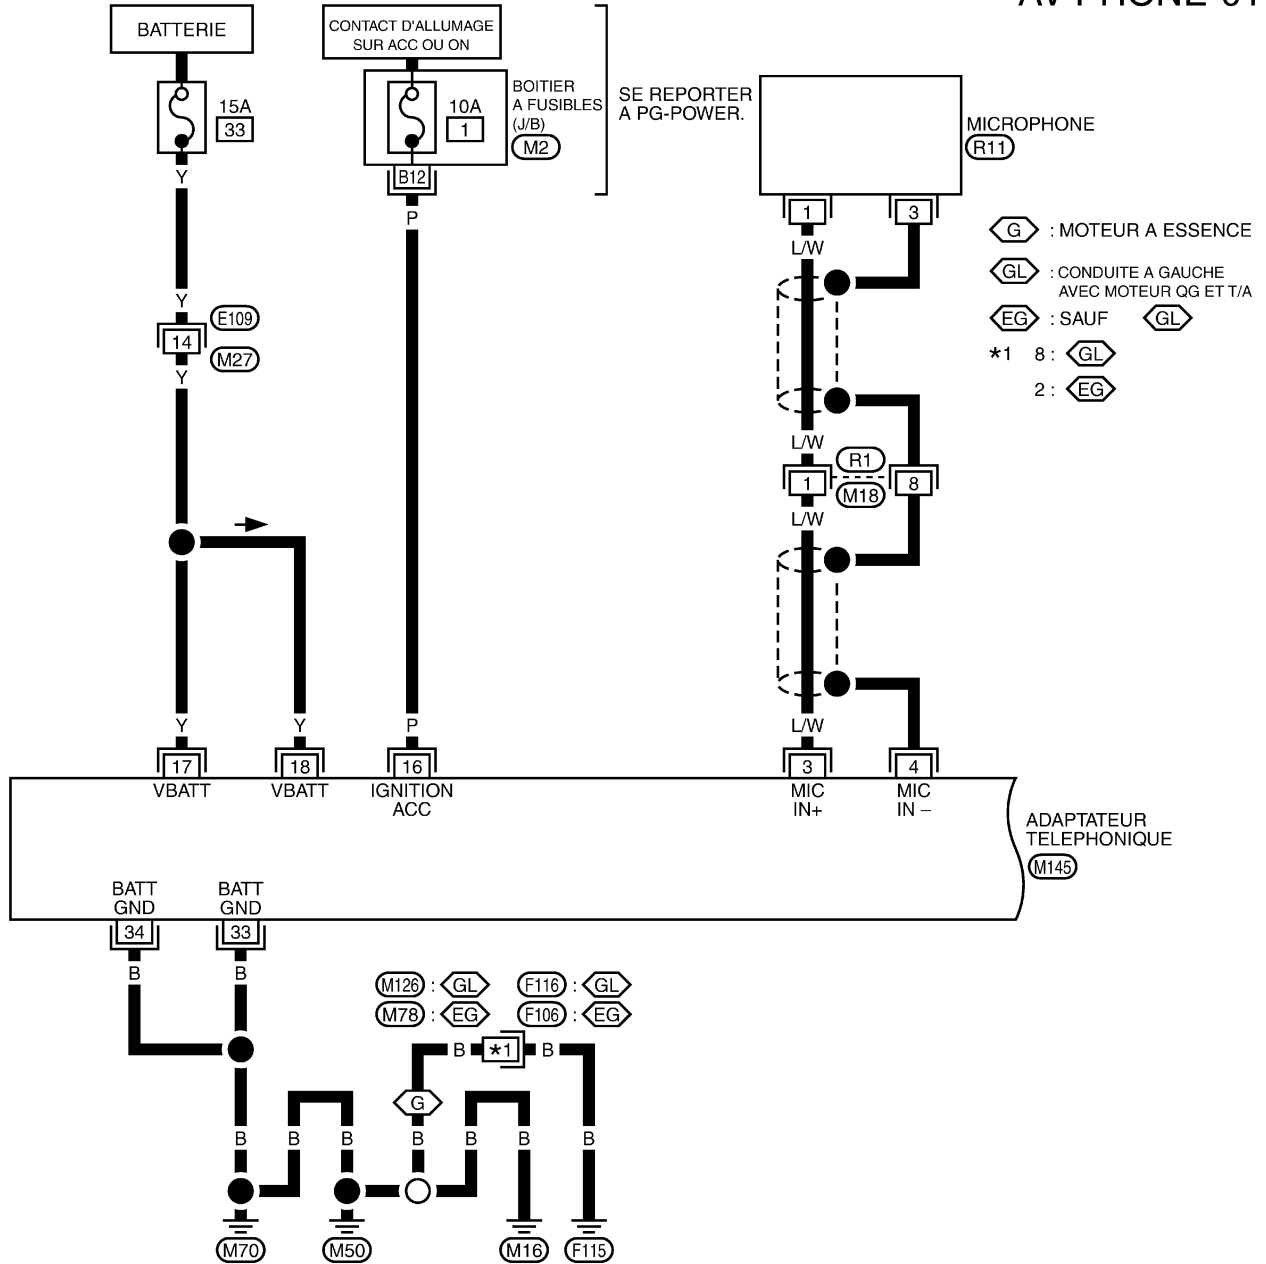 AV-PHONE-01
BATTERIE
CONTACT D'ALLUMAGE
SUR ACC OU ON
15A
33
10A
1
BOITIER
A FUSIBLES
(J/B)
M2
SE REPORTER
A PG-POWER.
MICROPHONE
R11
B12
Y
P
1
3
L/W
G : MOTEUR A ESSENCE
GL : CONDUITE A GAUCHE
AVEC MOTEUR QG ET T/A
EG : SAUF GL
*1 8 : GL
2 : EG
Y
E109
14
M27
Y
L/W
R1
1
8
M18
L/W
Y
Y
P
L/W
17
18
16
3
4
VBATT
VBATT
IGNITION
ACC
MIC
IN+
MIC
IN –
ADAPTATEUR
TELEPHONIQUE
M145
BATT
GND
BATT
GND
34
33
B
B
M126 : GL
F116 : GL
M78 : EG
F106 : EG
B
*1
B
G
B
B
B
B
B
B
M70
M50
M16
F115